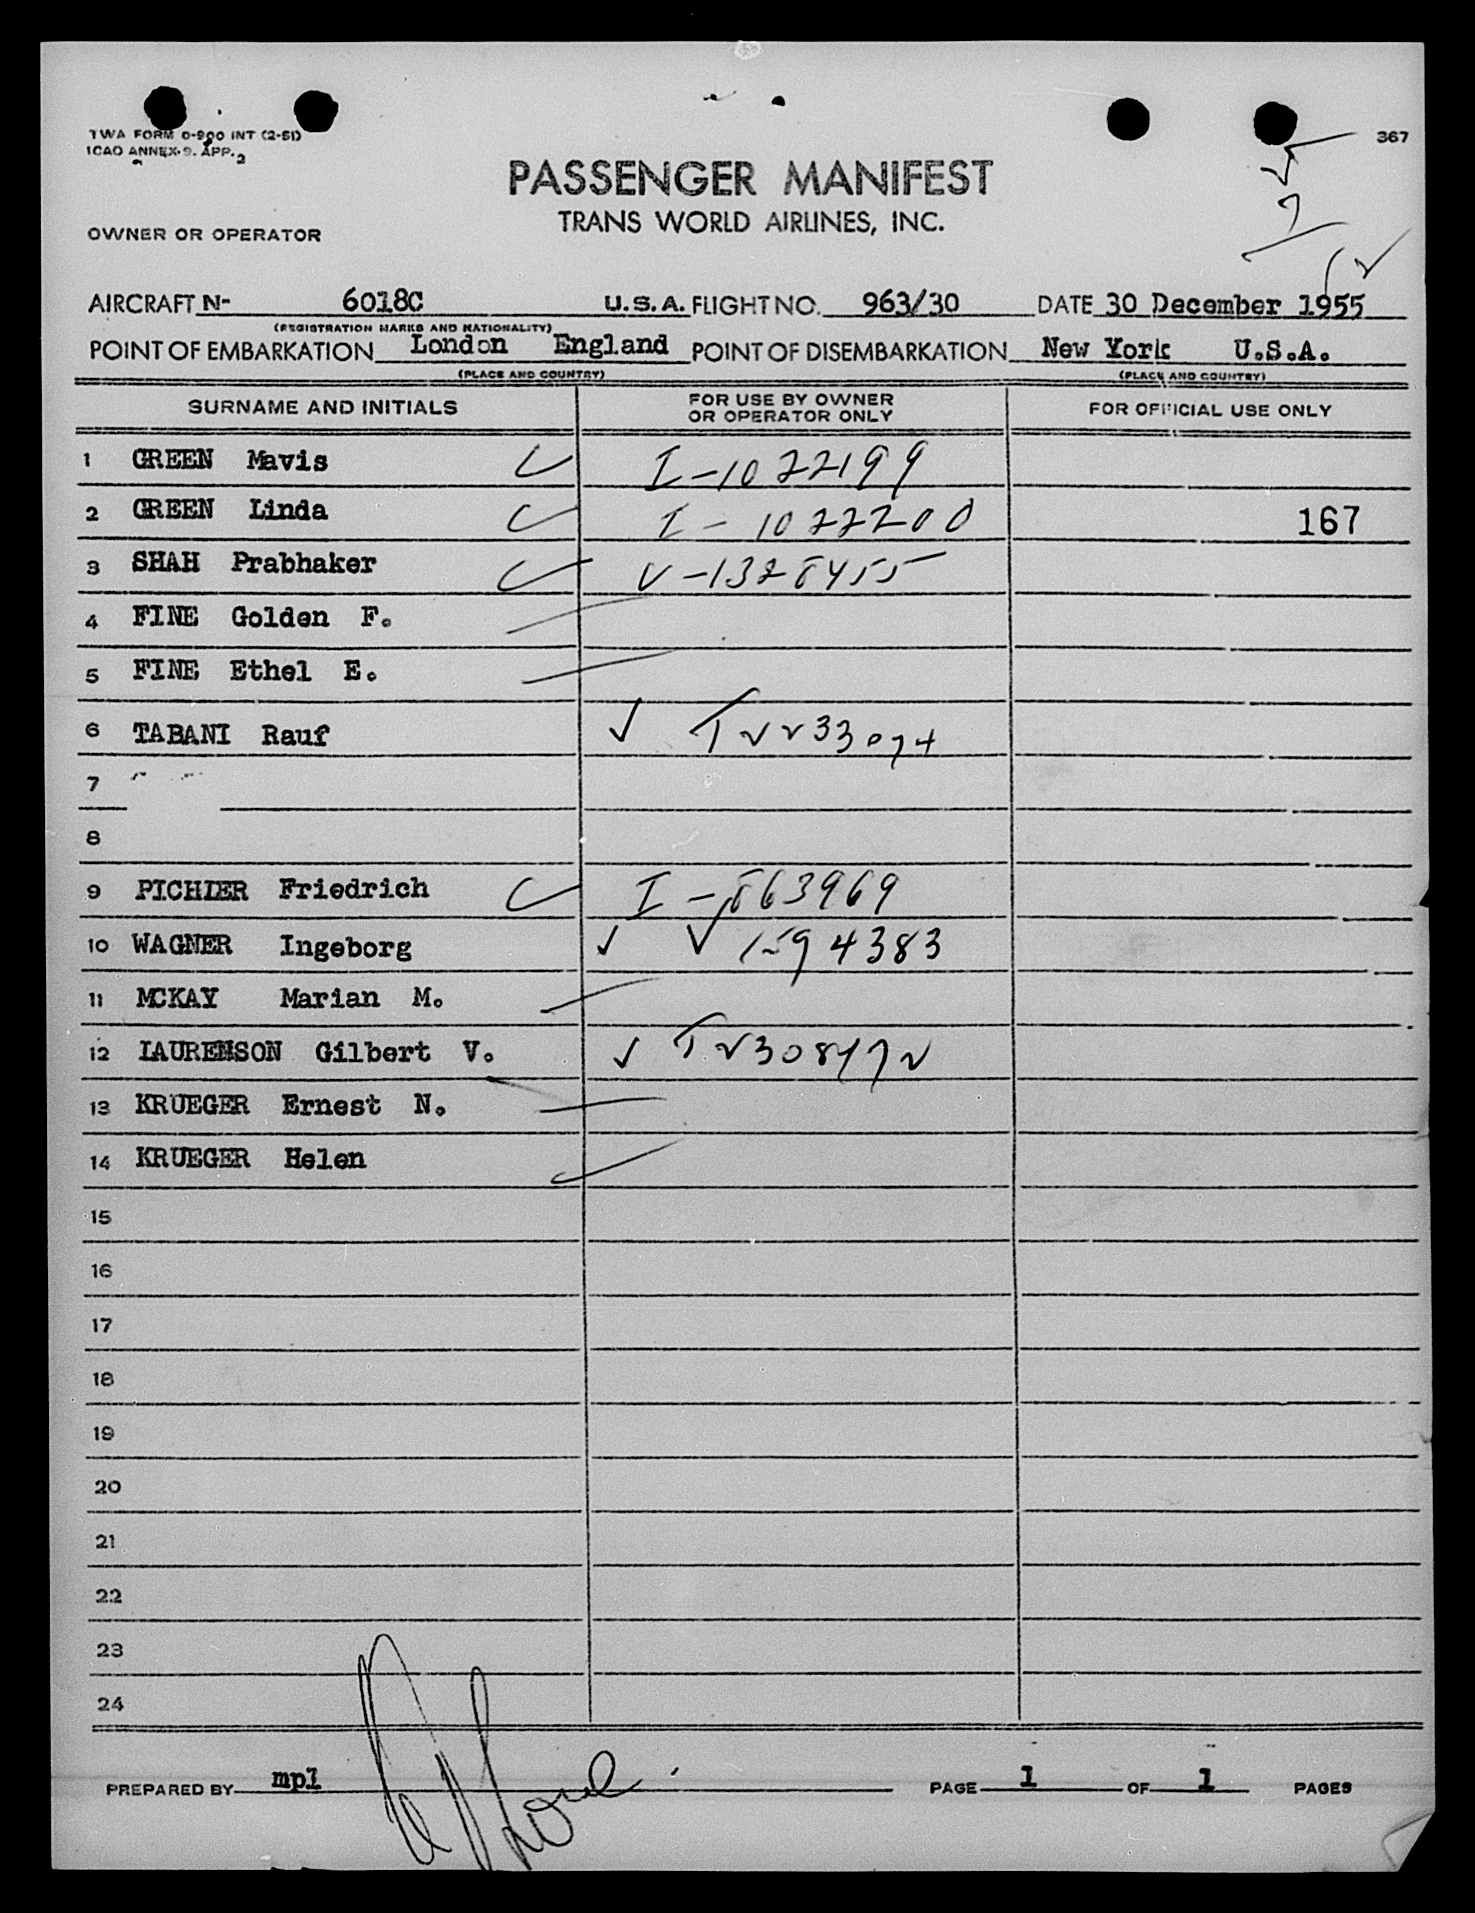 TWA FORM 0-900 INT (2-51)
ICAO ANNEX-9. APP. 2
367
PASSENGER MANIFEST
TRANS WORLD AIRLINES, INC.
OWNER OR OPERATOR
AIRCRAFT N- 6018C U.S.A. FLIGHT NO. 963/30 DATE 30 December 1955
(REGISTRATION MARKS AND NATIONALITY)
POINT OF EMBARKATION London England POINT OF DISEMBARKATION New York U.S.A.
(PLACE AND COUNTRY) (PLACE AND COUNTRY)
SURNAME AND INITIALS FOR USE BY OWNER OR OPERATOR ONLY FOR OFFICIAL USE ONLY
1 GREEN Mavis I-1022199
2 GREEN Linda I-1022200 167
3 SHAH Prabhaker V-1328455
4 FINE Golden F.
5 FINE Ethel E.
6 TABANI Rauf
7
8
9 PICHIER Friedrich I-863969
10 WAGNER Ingeborg V 1594383
11 MCKAY Marian M.
12 LAURENSON Gilbert V.
13 KRUEGER Ernest N.
14 KRUEGER Helen
15
16
17
18
19
20
21
22
23
24
PREPARED BY mpl PAGE 1 OF 1 PAGES